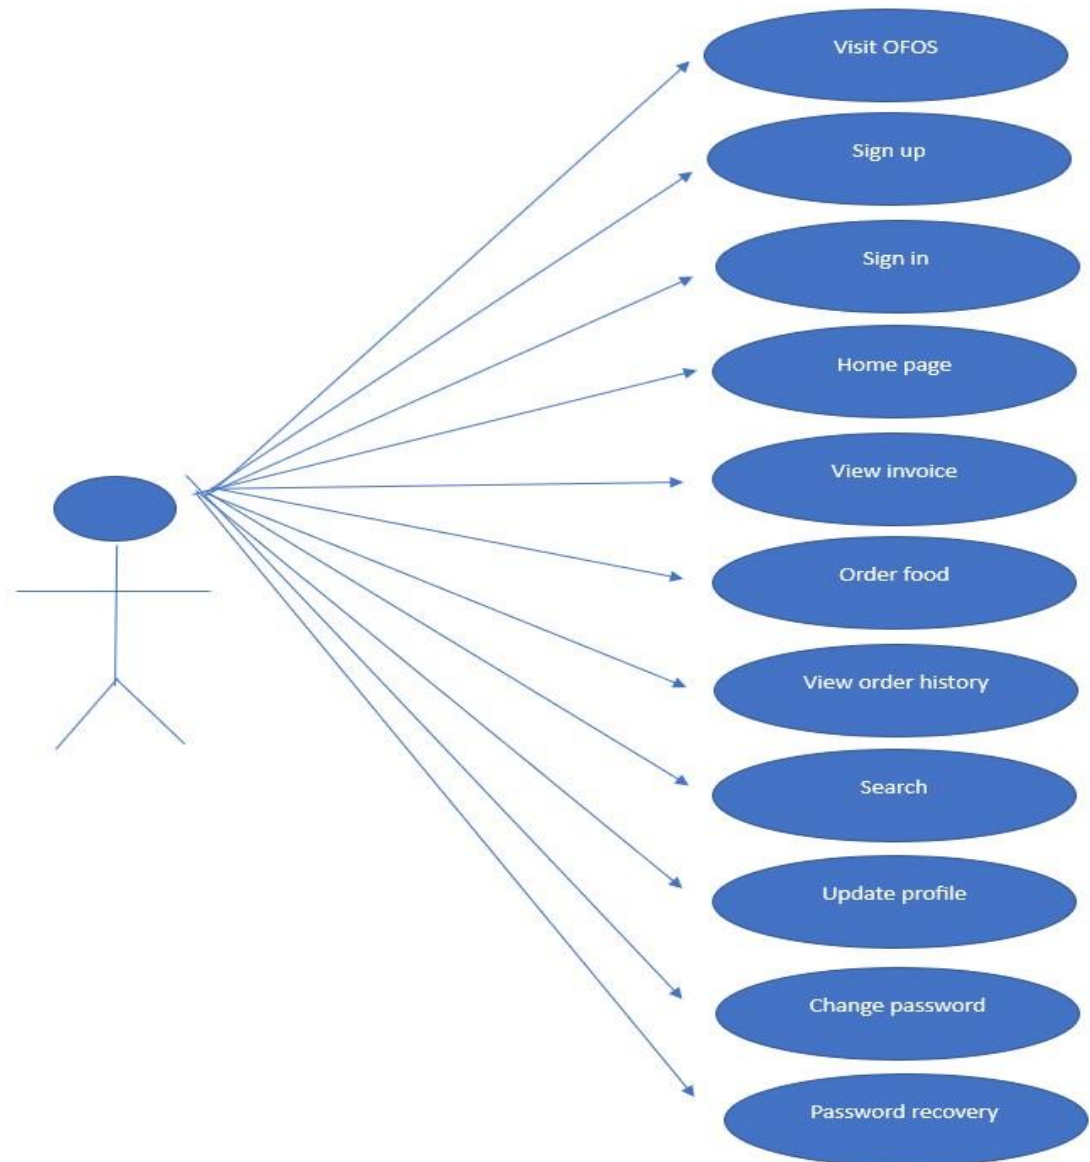 Visit OFOS
Sign up
Sign in
Home page
View invoice
Order food
View order history
Search
Update profile
Change password
Password recovery